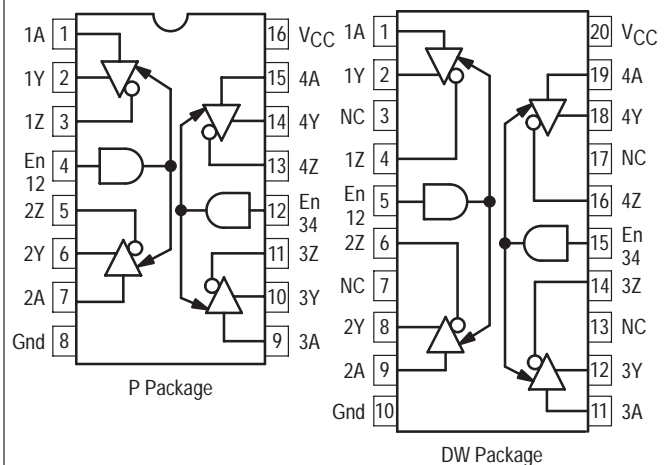 1A 1 16 VCC
1Y 2 15 4A
1Z 3 14 4Y
En 12 4 13 4Z
2Z 5 12 En 34
2Y 6 11 3Z
2A 7 10 3Y
Gnd 8 9 3A
P Package
1A 1 20 VCC
1Y 2 19 4A
NC 3 18 4Y
1Z 4 17 NC
En 12 5 16 4Z
2Z 6 15 En 34
NC 7 14 3Z
2Y 8 13 NC
2A 9 12 3Y
Gnd 10 11 3A
DW Package